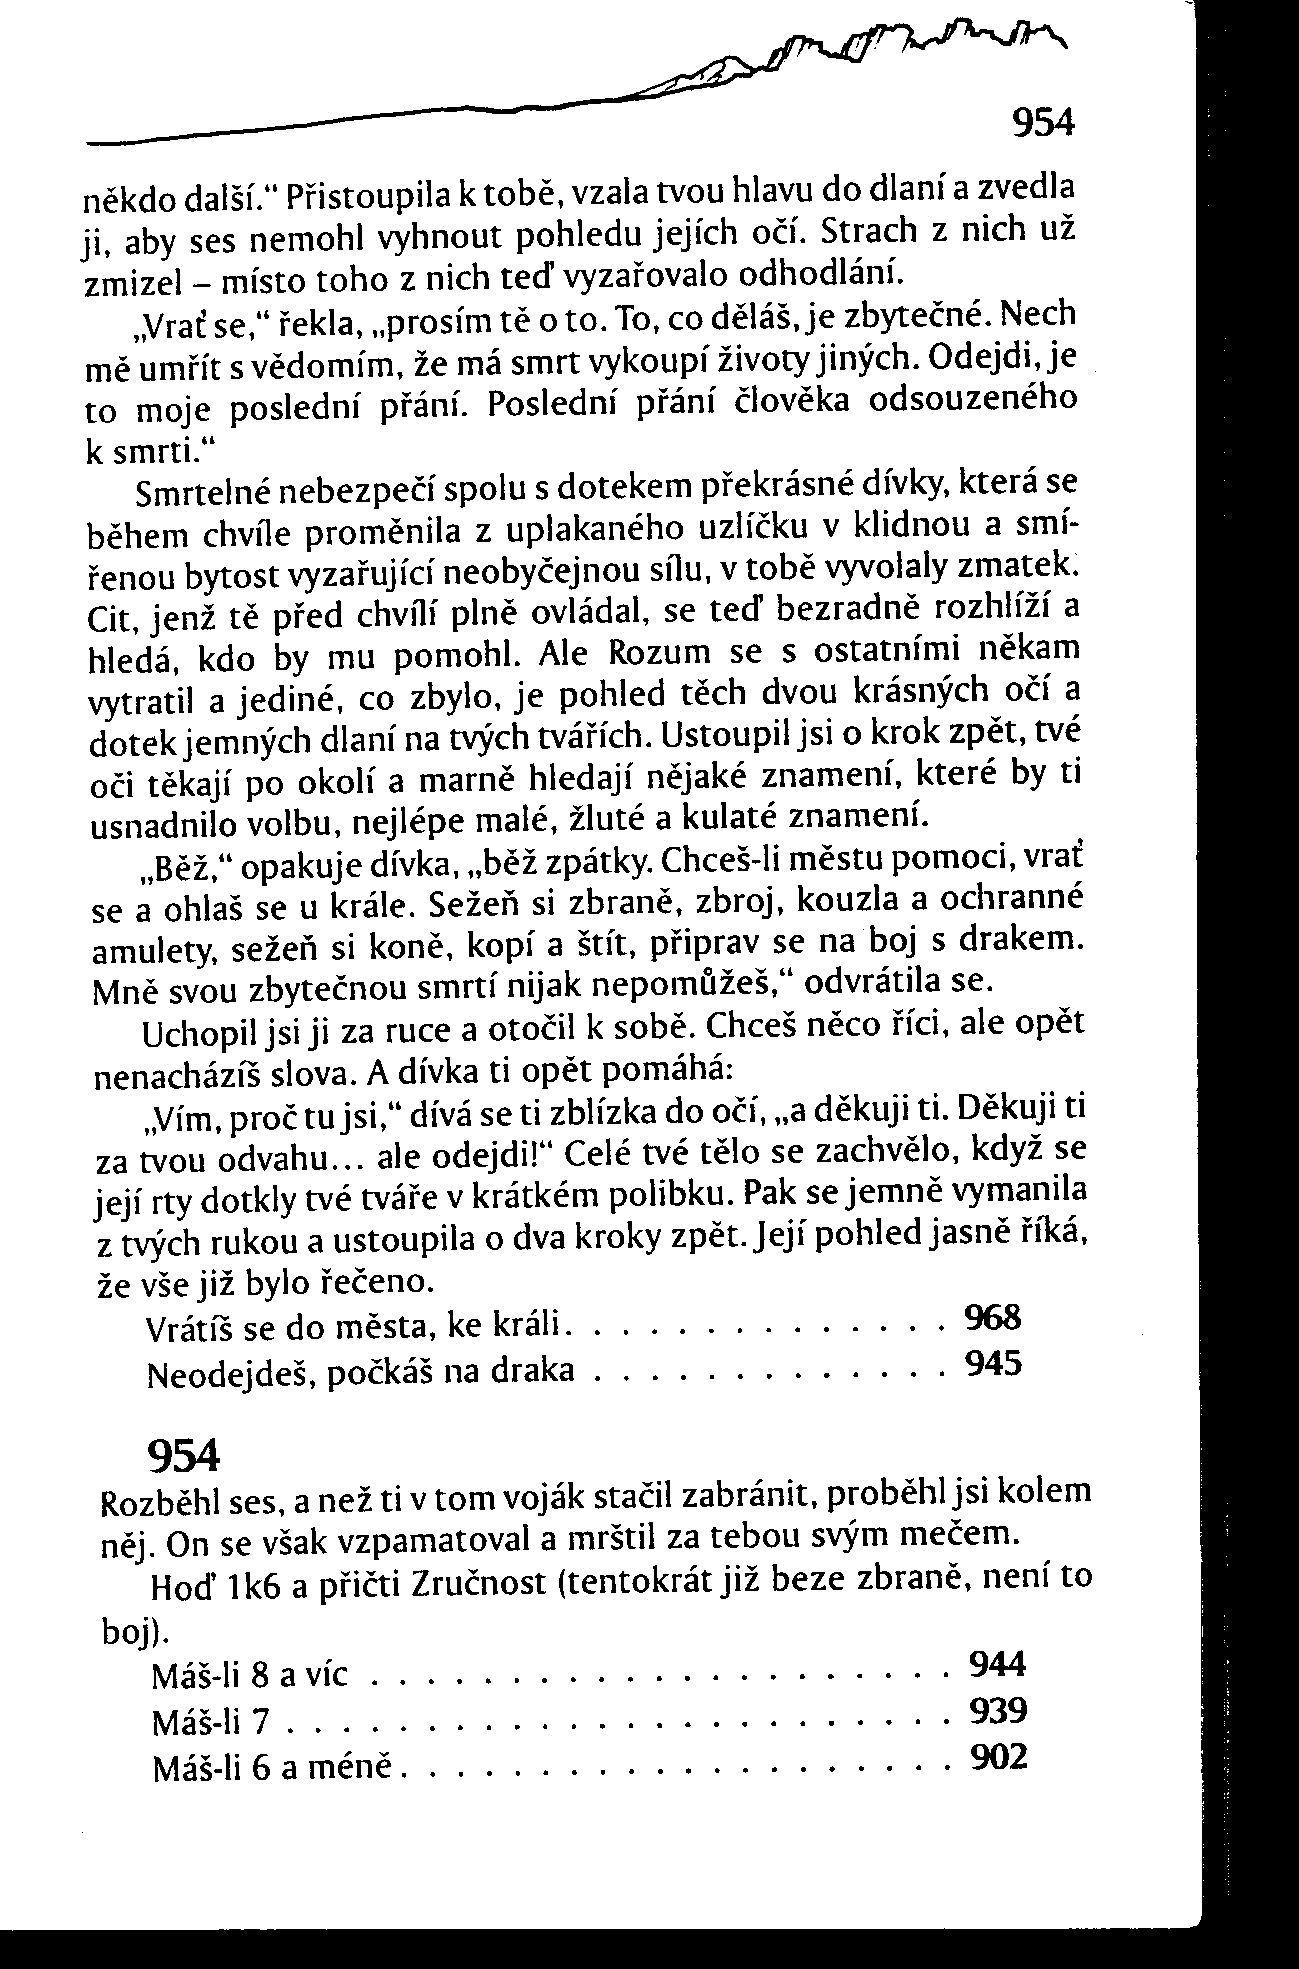 954
někdo další.“ Přistoupila k tobě, vzala tvou hlavu do dlaní a zvedla
ji, aby ses nemohl vyhnout pohledu jejích očí. Strach z nich už
zmizel – místo toho z nich teď vyzařovalo odhodlání.
„Vrať se,“ řekla, „prosím tě o to. To, co děláš, je zbytečné. Nech
mě umřít s vědomím, že má smrt vykoupí životy jiných. Odejdi, je
to moje poslední přání. Poslední přání člověka odsouzeného
k smrti.“
Smrtelné nebezpečí spolu s dotekem překrásné dívky, která se
během chvíle proměnila z uplakaného uzlíčku v klidnou a smí-
řenou bytost vyzařující neobyčejnou sílu, v tobě vyvolaly zmatek.
Cit, jenž tě před chvílí plně ovládal, se teď bezradně rozhlíží a
hledá, kdo by mu pomohl. Ale Rozum se s ostatními někam
vytratil a jediné, co zbylo, je pohled těch dvou krásných očí a
dotek jemných dlaní na tvých tvářích. Ustoupil jsi o krok zpět, tvé
oči těkají po okolí a marně hledají nějaké znamení, které by ti
usnadnilo volbu, nejlépe malé, žluté a kulaté znamení.
„Běž,“ opakuje dívka, „běž zpátky. Chceš-li městu pomoci, vrať
se a ohlaš se u krále. Sežeň si zbraně, zbroj, kouzla a ochranné
amulety, sežeň si koně, kopí a štít, připrav se na boj s drakem.
Mně svou zbytečnou smrtí nijak nepomůžeš,“ odvrátila se.
Uchopil jsi ji za ruce a otočil k sobě. Chceš něco říci, ale opět
nenacházíš slova. A dívka ti opět pomáhá:
„Vím, proč tu jsi,“ dívá se ti zblízka do očí, „a děkuji ti. Děkuji ti
za tvou odvahu... ale odejdi!“ Celé tvé tělo se zachvělo, když se
její rty dotkly tvé tváře v krátkém polibku. Pak se jemně vymanila
z tvých rukou a ustoupila o dva kroky zpět. Její pohled jasně říká,
že vše již bylo řečeno.
Vrátíš se do města, ke králi. . . . . . . . . . . . . . 968
Neodejdeš, počkáš na draka . . . . . . . . . . . . . 945
954
Rozběhl ses, a než ti v tom voják stačil zabránit, proběhl jsi kolem
něj. On se však vzpamatoval a mrštil za tebou svým mečem.
Hoď 1k6 a přičti Zručnost (tentokrát již beze zbraně, není to
boj).
Máš-li 8 a víc . . . . . . . . . . . . . . . . . . . . . 944
Máš-li 7 . . . . . . . . . . . . . . . . . . . . . . . . 939
Máš-li 6 a méně. . . . . . . . . . . . . . . . . . . . 902